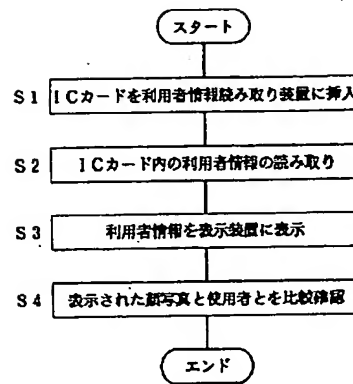 スタート
S1 ICカードを利用者情報読み取り装置に挿入
S2 ICカード内の利用者情報の読み取り
S3 利用者情報を表示装置に表示
S4 表示された顔写真と使用者とを比較確認
エンド